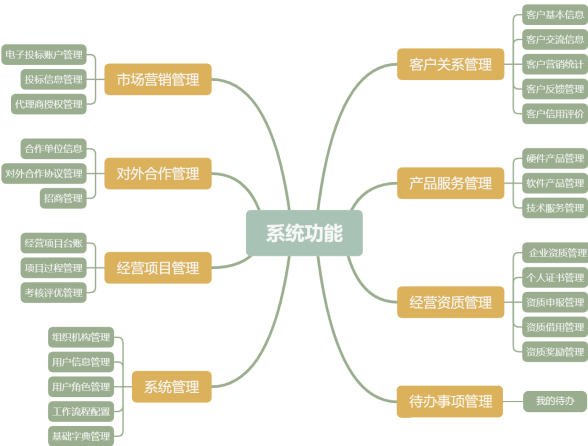 系统功能
市场营销管理
电子投标账户管理
投标信息管理
代理商授权管理
对外合作管理
合作单位信息
对外合作协议管理
招商管理
经营项目管理
经营项目台账
项目过程管理
考核评优管理
系统管理
组织机构管理
用户信息管理
用户角色管理
工作流程配置
基础字典管理
客户关系管理
客户基本信息
客户交流信息
客户营销统计
客户反馈管理
客户信用评价
产品服务管理
硬件产品管理
软件产品管理
技术服务管理
经营资质管理
企业资质管理
个人证书管理
资质申报管理
资质借用管理
资质奖励管理
待办事项管理
我的待办